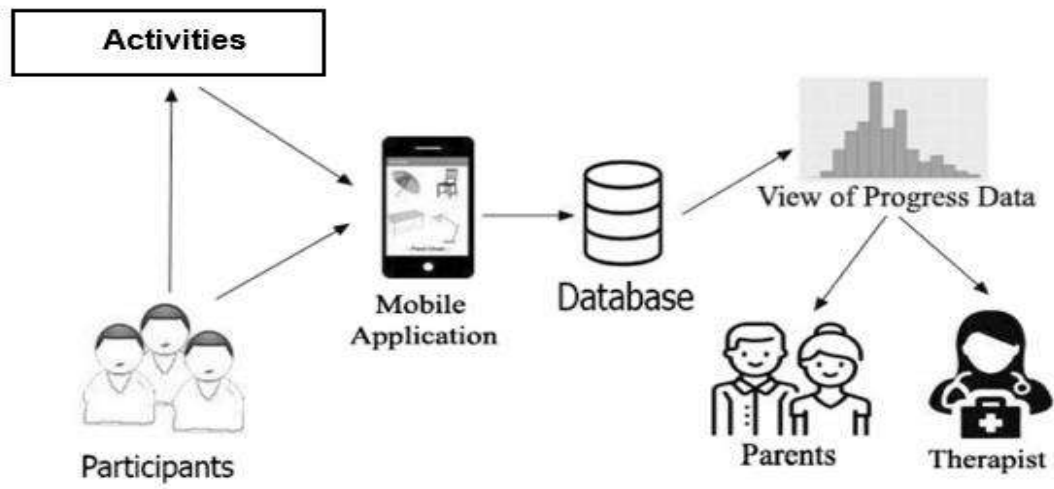 Activities
View of Progress Data
Mobile
Application
Database
Participants
Parents
Therapist